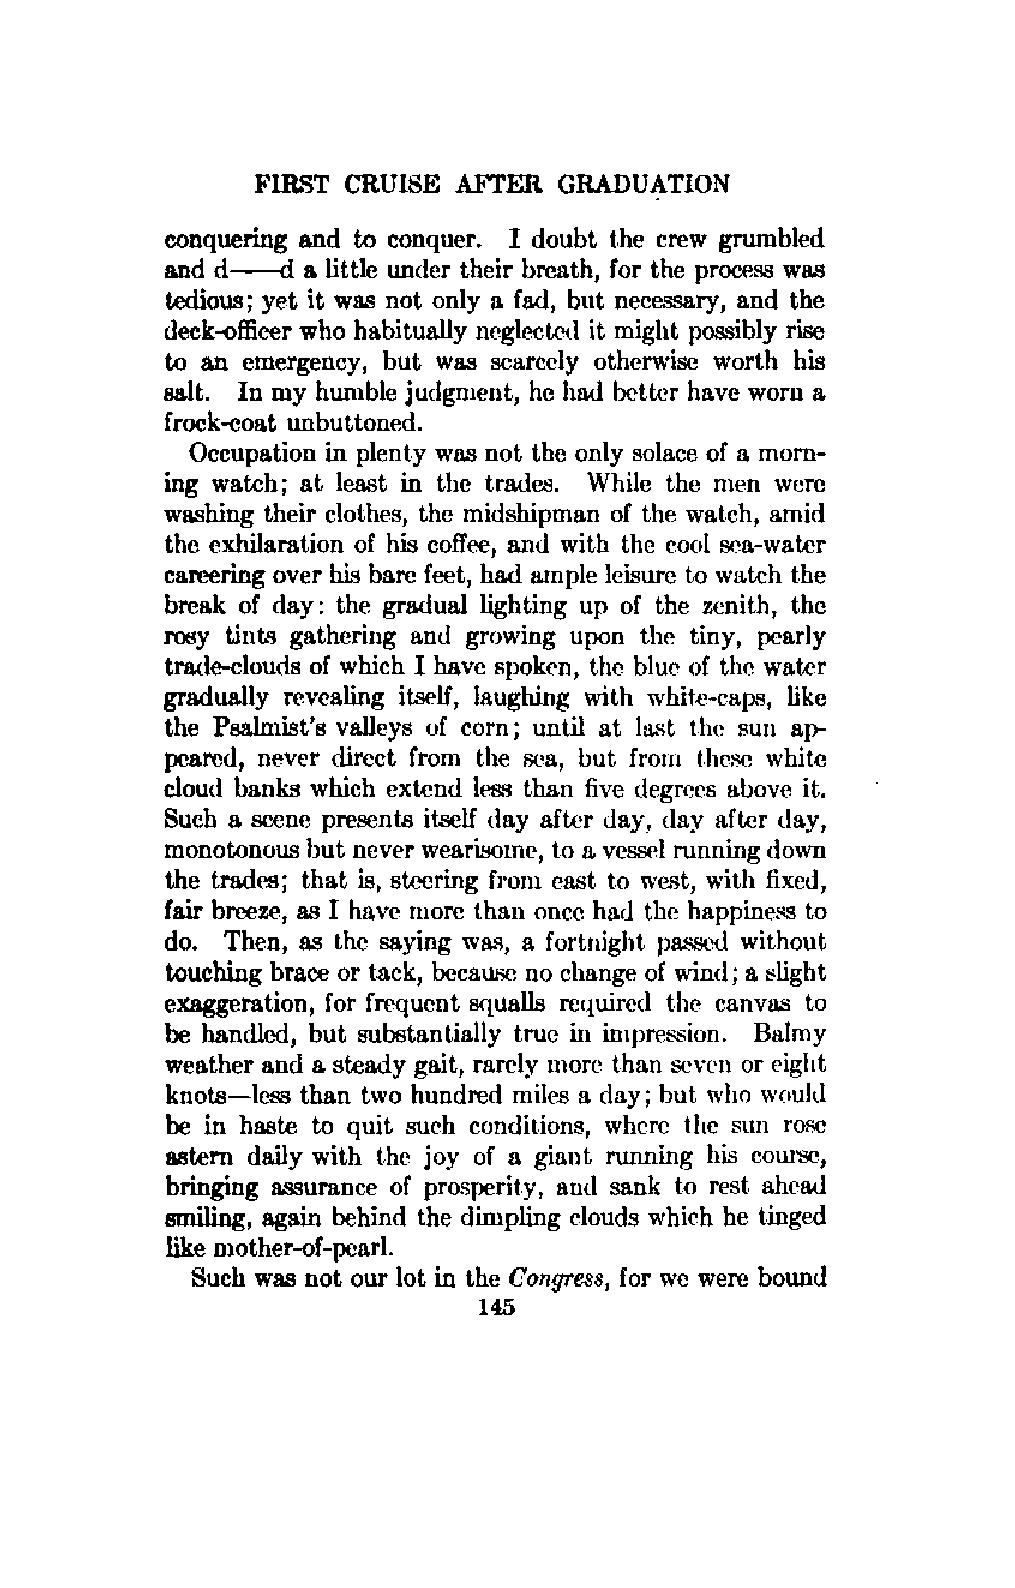 FIRST CRUISE AFTER GRADUATION
conquering and to conquer. I doubt the crew grumbled
and d——d a little under their breath, for the process was
tedious; yet it was not only a fad, but necessary, and the
deck-officer who habitually neglected it might possibly rise
to an emergency, but was scarcely otherwise worth his
salt. In my humble judgment, he had better have worn a
frock-coat unbuttoned.
Occupation in plenty was not the only solace of a morn-
ing watch; at least in the trades. While the men were
washing their clothes, the midshipman of the watch, amid
the exhilaration of his coffee, and with the cool sea-water
careering over his bare feet, had ample leisure to watch the
break of day: the gradual lighting up of the zenith, the
rosy tints gathering and growing upon the tiny, pearly
trade-clouds of which I have spoken, the blue of the water
gradually revealing itself, laughing with white-caps, like
the Psalmist's valleys of corn; until at last the sun ap-
peared, never direct from the sea, but from these white
cloud banks which extend less than five degrees above it.
Such a scene presents itself day after day, day after day,
monotonous but never wearisome, to a vessel running down
the trades; that is, steering from east to west, with fixed,
fair breeze, as I have more than once had the happiness to
do. Then, as the saying was, a fortnight passed without
touching brace or tack, because no change of wind; a slight
exaggeration, for frequent squalls required the canvas to
be handled, but substantially true in impression. Balmy
weather and a steady gait, rarely more than seven or eight
knots—less than two hundred miles a day; but who would
be in haste to quit such conditions, where the sun rose
astern daily with the joy of a giant running his course,
bringing assurance of prosperity, and sank to rest ahead
smiling, again behind the dimpling clouds which he tinged
like mother-of-pearl.
Such was not our lot in the Congress, for we were bound
145